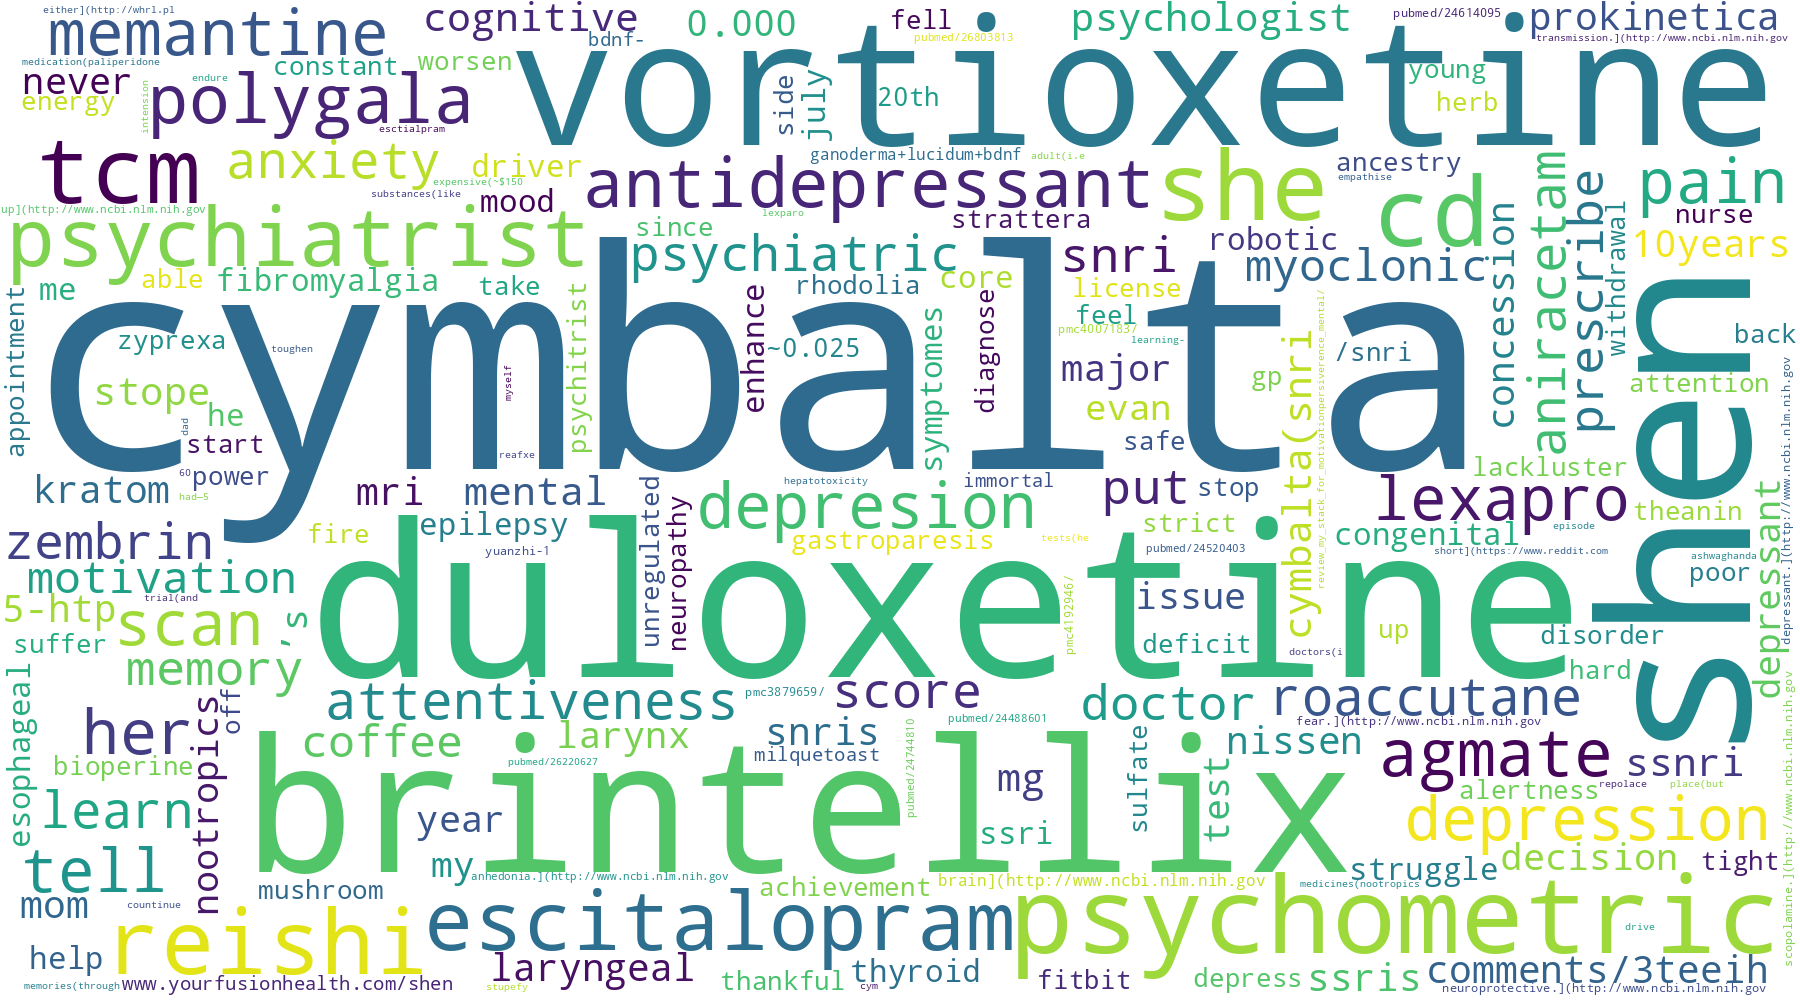 either](http://whrl.pl
memantine
cognitive
0.000
fell
psychologist
pubmed/24614095
prokinetica
bdnf-
pubmed/26803813
transmission.](http://www.ncbi.nlm.nih.gov
vortioxetine
medication(paliperidone
never
constant
worsen
endure
energy
polygala
intension
side
july
20th
young
herb
esctialpram
tcm
anxiety
driver
ganoderma+lucidum+bdnf
adult(i.e
ancestry
empathise
expensive(~$150
substances(like
mood
antidepressant
she
cd
aniracetam
prescribe
pain
up](http://www.ncbi.nlm.nih.gov
lexparo
strattera
nurse
psychiatrist
since
psychiatric
snri
robotic
concession
withdrawal
10years
me
able
fibromyalgia
take
rhodolia
core
license
myoclonic
appointment
cymbalta
shen
zyprexa
toughen
enhance
~0.025
symptomes
diagnose
feel
pmc40071837
learning-
/snri
back
stope
he
dad
start
myself
psychitrist
major
gp
evan
safe
cymbalta(snri
review_my_stack_for_motivationpersiverence_mental/
attention
reafxe
60
power
had—5
kratom
mri
mental
hepatotoxicity
immortal
put
stop
lexapro
lackluster
theanin
depressant
depressant.](http://www.ncbi.nlm.nih.gov
zembrin
fire
epilepsy
yuanzhi-1
unregulated
neuropathy
depresion
gastroparesis
tests(he
strict
pubmed/24520403
congenital
episode
short](https://www.reddit.com
ashwaghanda
poor
motivation
trial(and
duloxetine
pmc4192946/
issue
5-htp
scan
's
suffer
memory
deficit
doctors(i
up
disorder
hard
esophageal
her
off
nootropics
attentiveness
pmc3879659/
score
doctor
roaccutane
pubmed/24488601
fear.](http://www.ncbi.nlm.nih.gov
bioperine
coffee
larynx
snris
milquetoast
pubmed/24744810
nissen
agmate
ssnri
pubmed/26220627
brintellix
mg
sulfate
test
alertness
repolace
place(but
learn
year
ssri
depression
scopolamine.](http://www.ncbi.nlm.nih.gov
tell
my
anhedonia.](http://www.ncbi.nlm.nih.gov
achievement
brain](http://www.ncbi.nlm.nih.gov
medicines(nootropics
struggle
decision
tight
mom
mushroom
countinue
reishi
escitalopram
psychometric
drive
help
laryngeal
thankful
thyroid
fitbit
depress
ssris
comments/3teeih
memories(through
www.yourfusionhealth.com/shen
stupefy
cym
neuroprotective.](http://www.ncbi.nlm.nih.gov